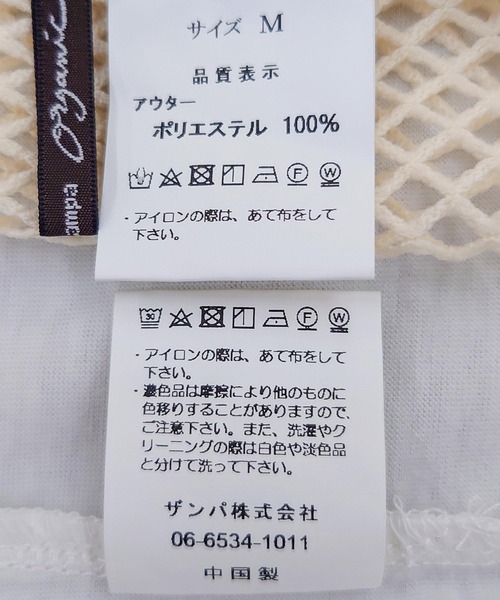 サイズ M
品質表示
アウター
ポリエステル 100%
F W
・アイロンの際は、あて布をして
下さい。
organic
zampa
30 F W
・アイロンの際は、あて布をして
下さい。
・濃色品は摩擦により他のものに
色移りすることがありますので、
ご注意下さい。また、洗濯やク
リーニングの際は白色や淡色品
と分けて洗って下さい。
ザンパ株式会社
06-6534-1011
中国製